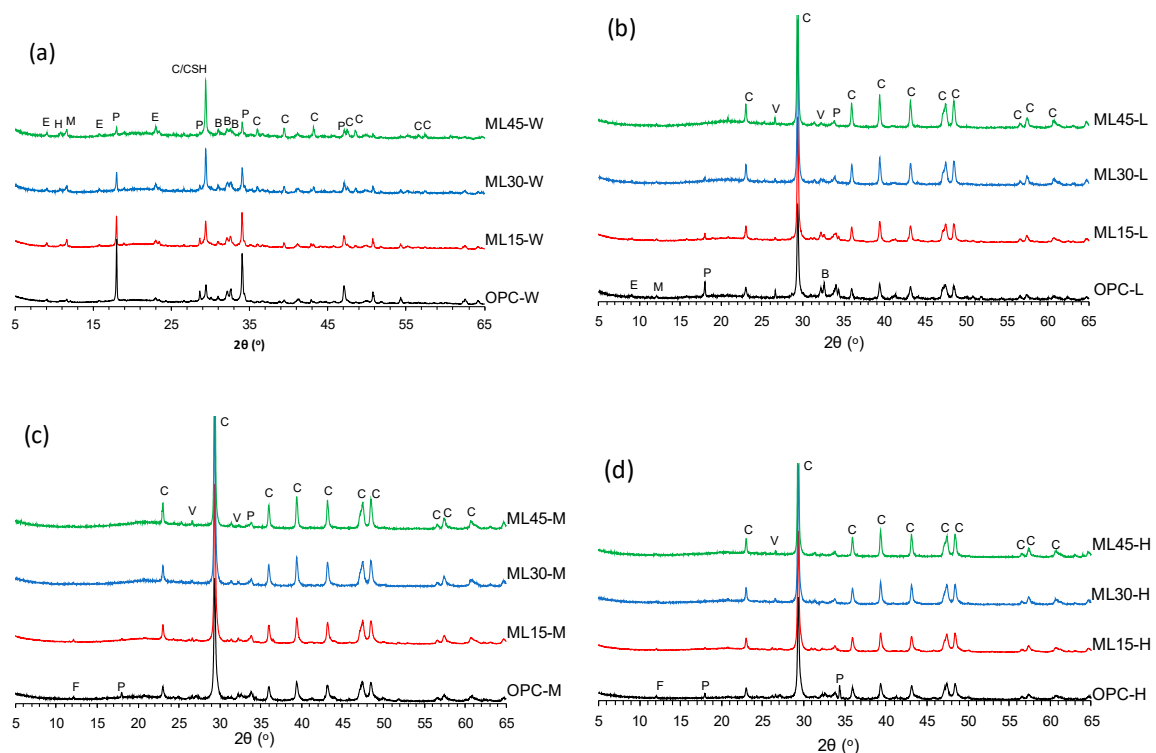 (a)
C/CSH
E H M E P E P B B B P C C C P C C C C
ML45-W
ML30-W
ML15-W
OPC-W
5 15 25 35 45 55 65
2θ (°)
(b)
C
C V V P C C C C C C C C
ML45-L
ML30-L
ML15-L
E M P B
OPC-L
5 10 15 20 25 30 35 40 45 50 55 60 65
2θ (°)
(c)
C
C V V P C C C C C C C C
ML45-M
ML30-M
ML15-M
F P
OPC-M
5 10 15 20 25 30 35 40 45 50 55 60 65
2θ (°)
(d)
C
C V C C C C C C C C
ML45-H
ML30-H
ML15-H
F P P
OPC-H
5 10 15 20 25 30 35 40 45 50 55 60 65
2θ (°)